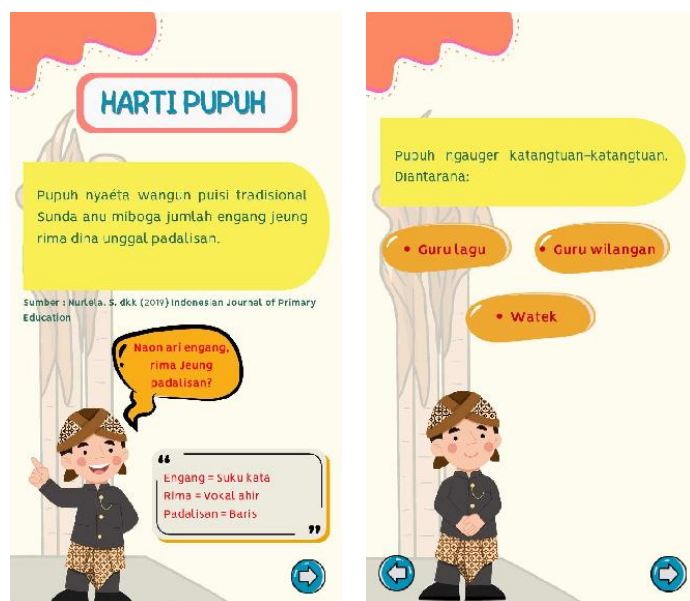 HARTI PUPUH
Pupuh nyaéta wangun puisi tradisional
Sunda anu miboga jumlah engang jeung
rima dina unggal padalisan.
Sumber : Nurlela. S. dkk (2019) Indonesian Journal of Primary
Education
Naon ari engang,
rima Jeung
padalisan?
“
Engang = Suku kata
Rima = Vokal ahir
Padalisan = Baris
”
Pupuh ngauger katangtuan-katangtuan.
Diantarana:
• Guru lagu
• Guru wilangan
• Watek